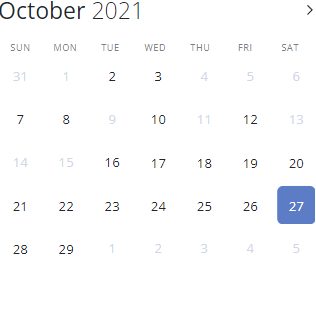 October 2021
SUN MON TUE WED THU FRI SAT
31 1 2 3 4 5 6
7 8 9 10 11 12 13
14 15 16 17 18 19 20
21 22 23 24 25 26 27
28 29 1 2 3 4 5